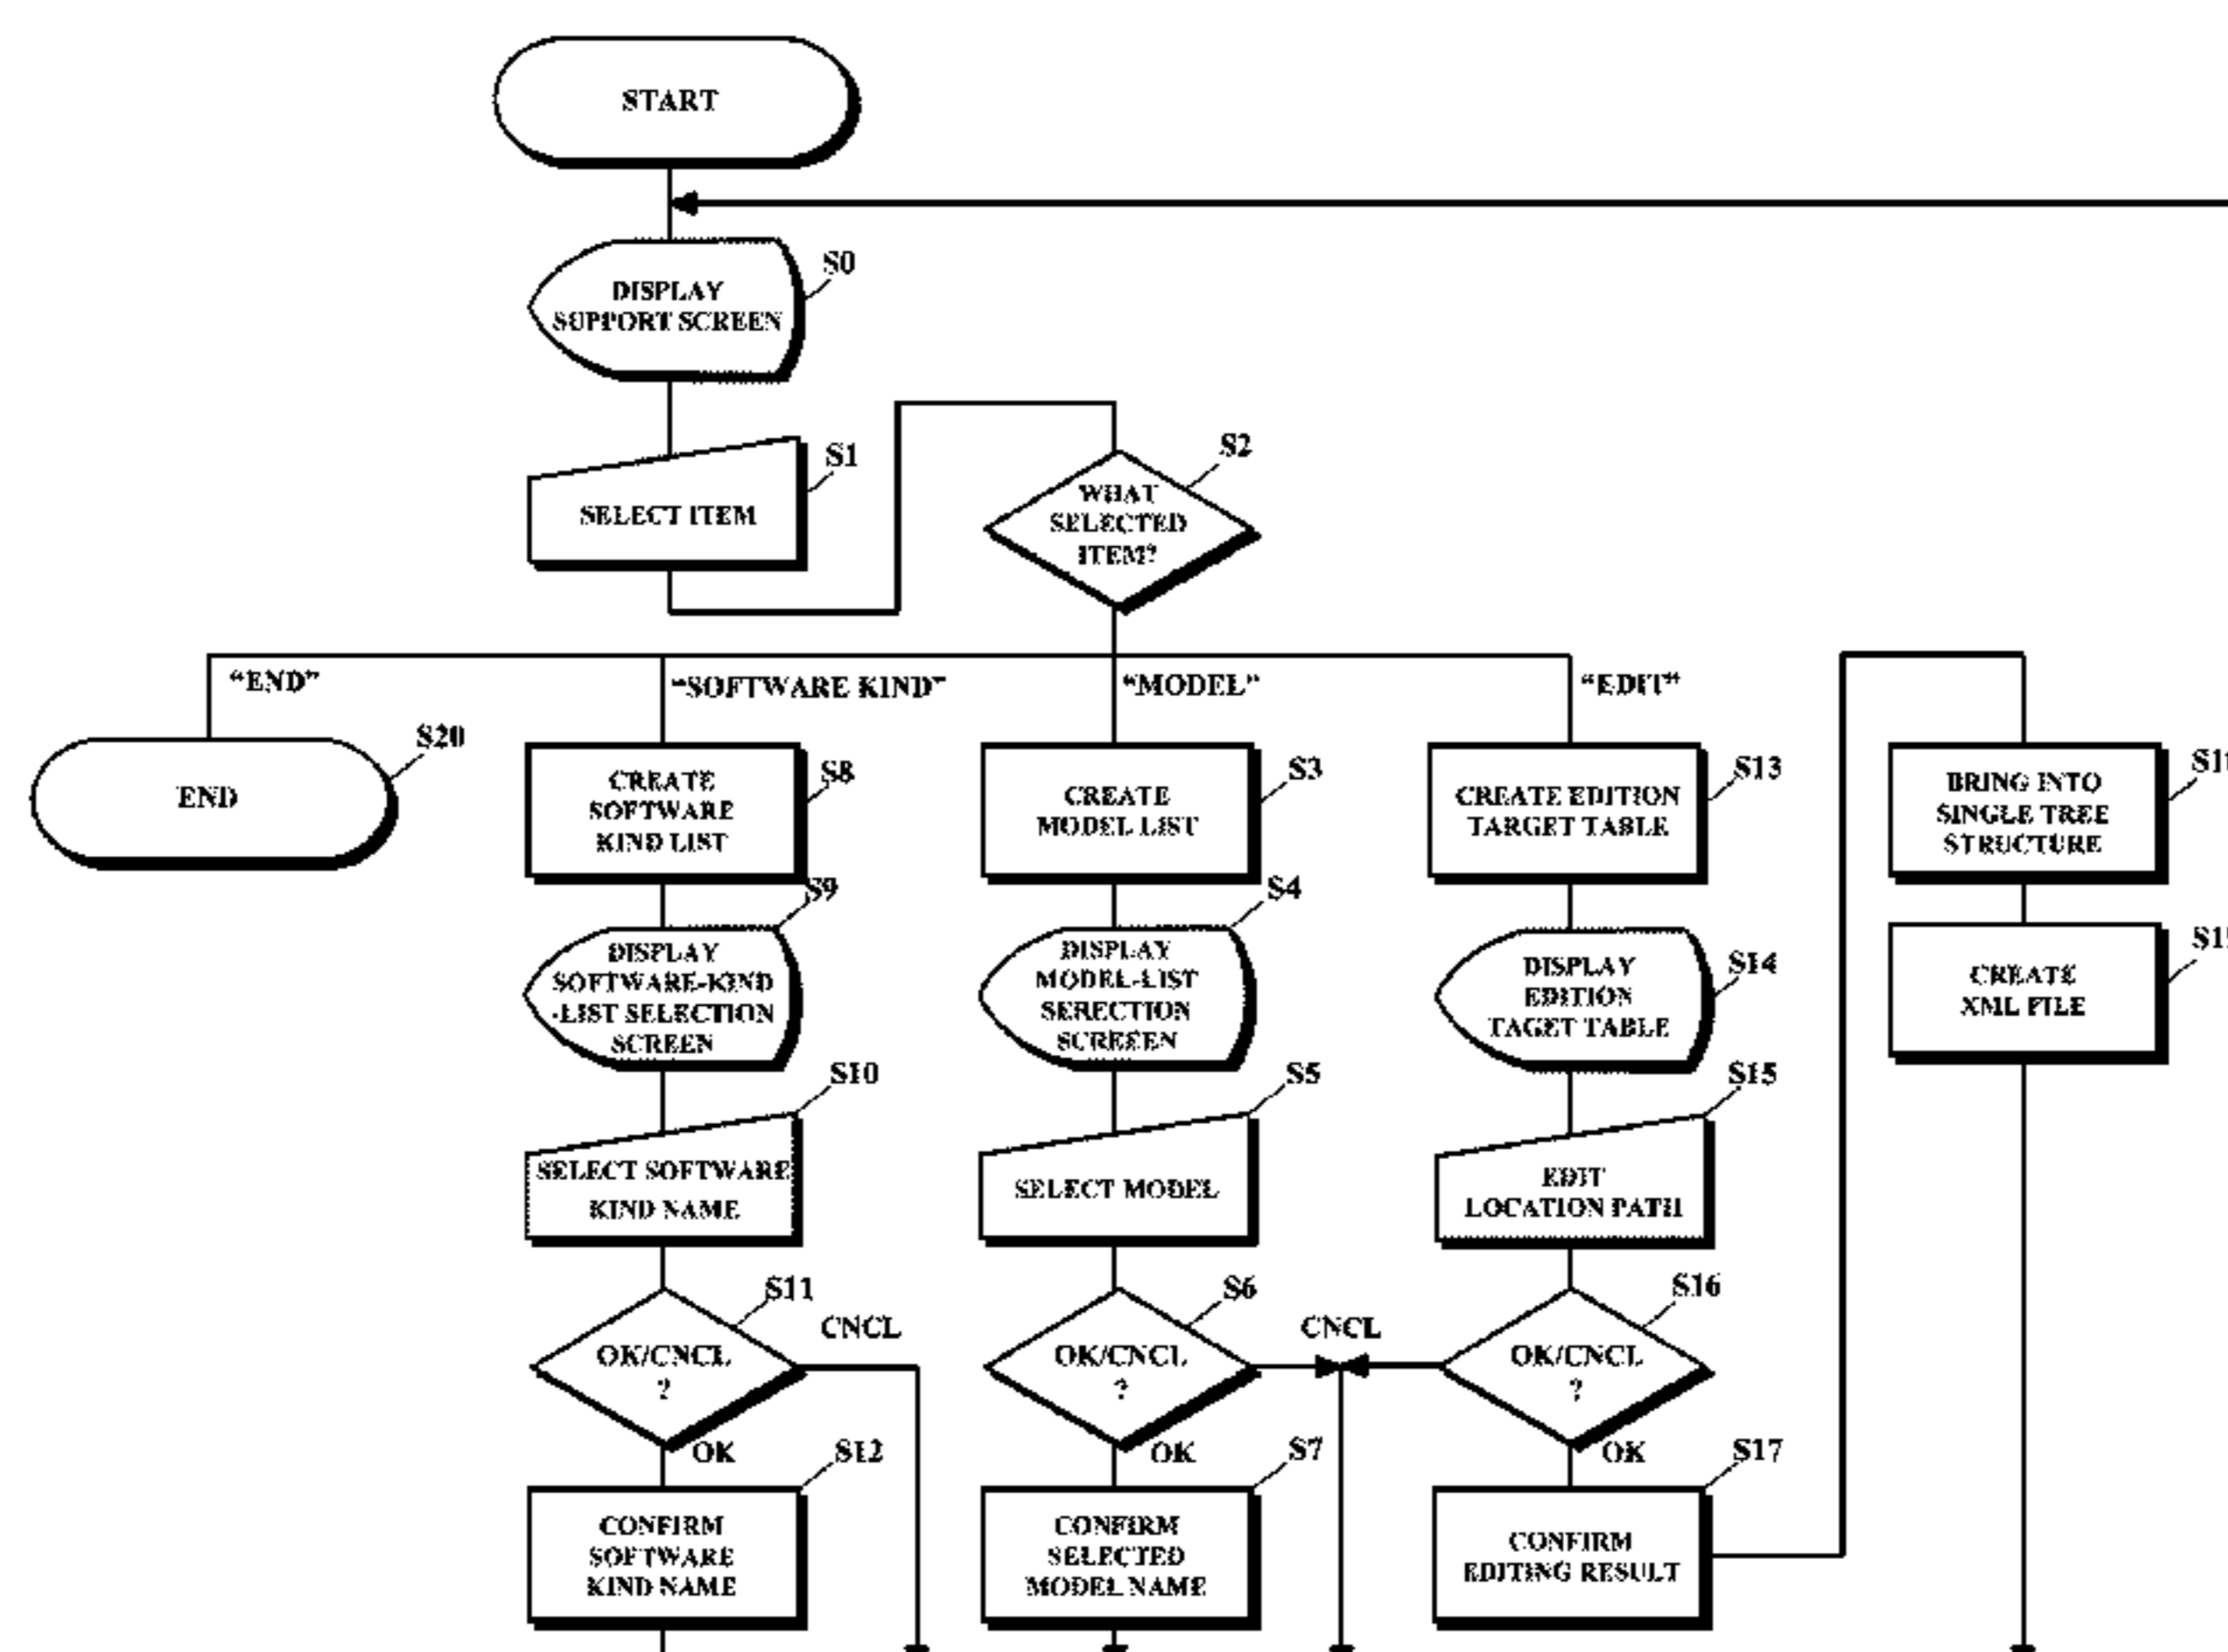 START
S0
DISPLAY
SUPPORT SCREEN
S1
SELECT ITEM
S2
WHAT
SELECTED
ITEM?
“END”
“SOFTWARE KIND”
“MODEL”
“EDIT”
S20
END
S8
CREATE
SOFTWARE
KIND LIST
S3
CREATE
MODEL LIST
S13
CREATE EDITION
TARGET TABLE
BRING INTO
SINGLE TREE
STRUCTURE
S9
DISPLAY
SOFTWARE-KIND
-LIST SELECTION
SCREEN
S4
DISPLAY
MODEL-LIST
SERECTION
SCREEEN
S14
DISPLAY
EDITION
TAGET TABLE
CREATE
XML FILE
S10
SELECT SOFTWARE
KIND NAME
S5
SELECT MODEL
S15
EDIT
LOCATION PATH
S11
OK/CNCL
?
CNCL
OK
S6
OK/CNCL
?
CNCL
OK
S16
OK/CNCL
?
OK
S12
CONFIRM
SOFTWARE
KIND NAME
S7
CONFIRM
SELECTED
MODEL NAME
S17
CONFIRM
EDITING RESULT